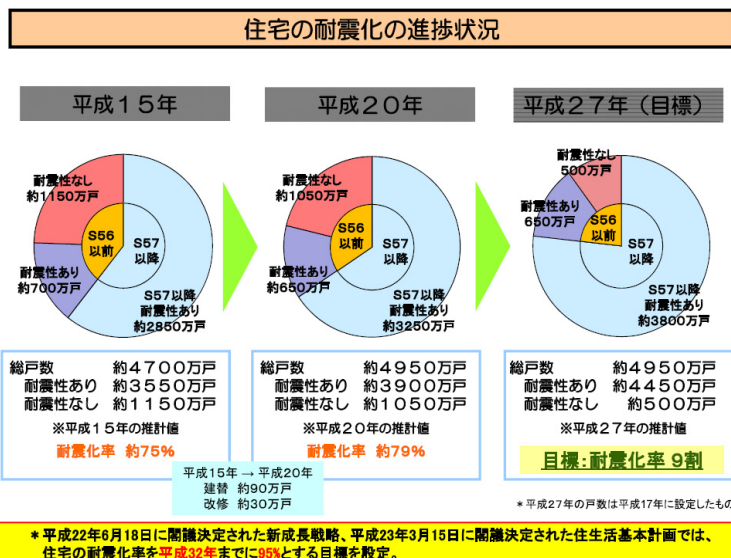 住宅の耐震化の進捗状況
平成15年
平成20年
平成27年（目標）
耐震性なし
約1150万戸
S56
以前
S57
以降
耐震性あり
約700万戸
S57以降
耐震性あり
約2850万戸
耐震性なし
約1050万戸
S56
以前
S57
以降
耐震性あり
約650万戸
S57以降
耐震性あり
約3250万戸
耐震性なし
500万戸
耐震性あり
650万戸
S56
以前
S57
以降
S57以降
耐震性あり
約3800万戸
総戸数 約4700万戸
耐震性あり 約3550万戸
耐震性なし 約1150万戸
※平成15年の推計値
耐震化率 約75%
総戸数 約4950万戸
耐震性あり 約3900万戸
耐震性なし 約1050万戸
※平成20年の推計値
耐震化率 約79%
総戸数 約4950万戸
耐震性あり 約4450万戸
耐震性なし 約500万戸
※平成27年の推計値
目標：耐震化率 9割
平成15年 → 平成20年
建替 約90万戸
改修 約30万戸
＊平成27年の戸数は平成17年に設定したもの
＊平成22年6月18日に閣議決定された新成長戦略、平成23年3月15日に閣議決定された住生活基本計画では、
住宅の耐震化率を平成32年までに95%とする目標を設定。